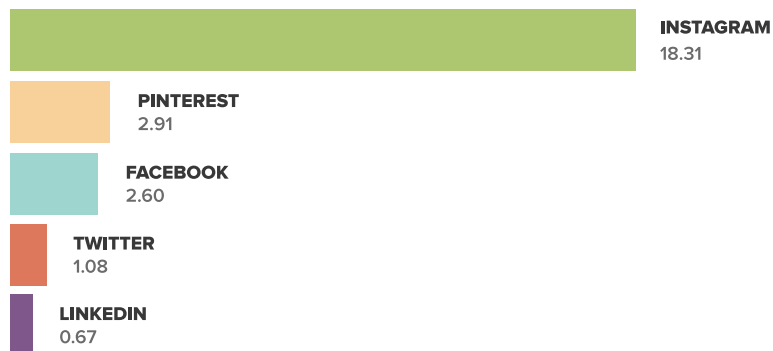 INSTAGRAM
18.31
PINTEREST
2.91
FACEBOOK
2.60
TWITTER
1.08
LINKEDIN
0.67